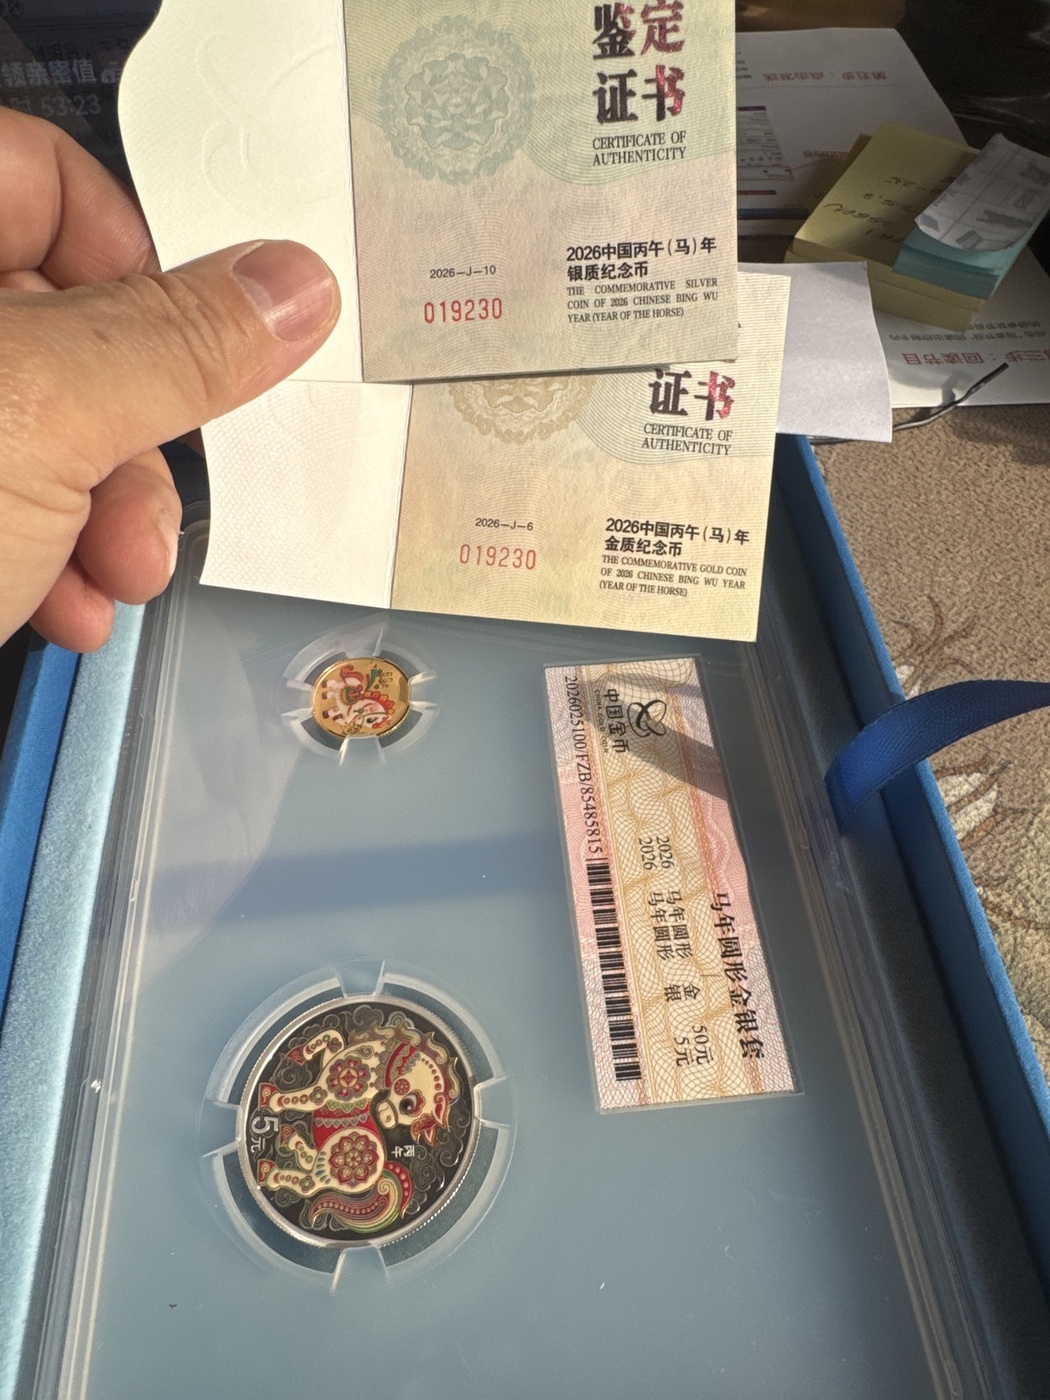 鉴定
证书
CERTIFICATE OF
AUTHENTICITY
2026-J-10
019230
2026中国丙午(马)年
银质纪念币
THE COMMEMORATIVE SILVER
COIN OF 2026 CHINESE BING WU
YEAR (YEAR OF THE HORSE)
证书
CERTIFICATE OF
AUTHENTICITY
2026-J-6
019230
2026中国丙午(马)年
金质纪念币
THE COMMEMORATIVE GOLD COIN
OF 2026 CHINESE BING WU YEAR
(YEAR OF THE HORSE)
中国金币
马年圆形金银套
2026 马年圆形 金 50元
2026 马年圆形 银 5元
2026025100/FZB/85485815
5元
丙午
53:23